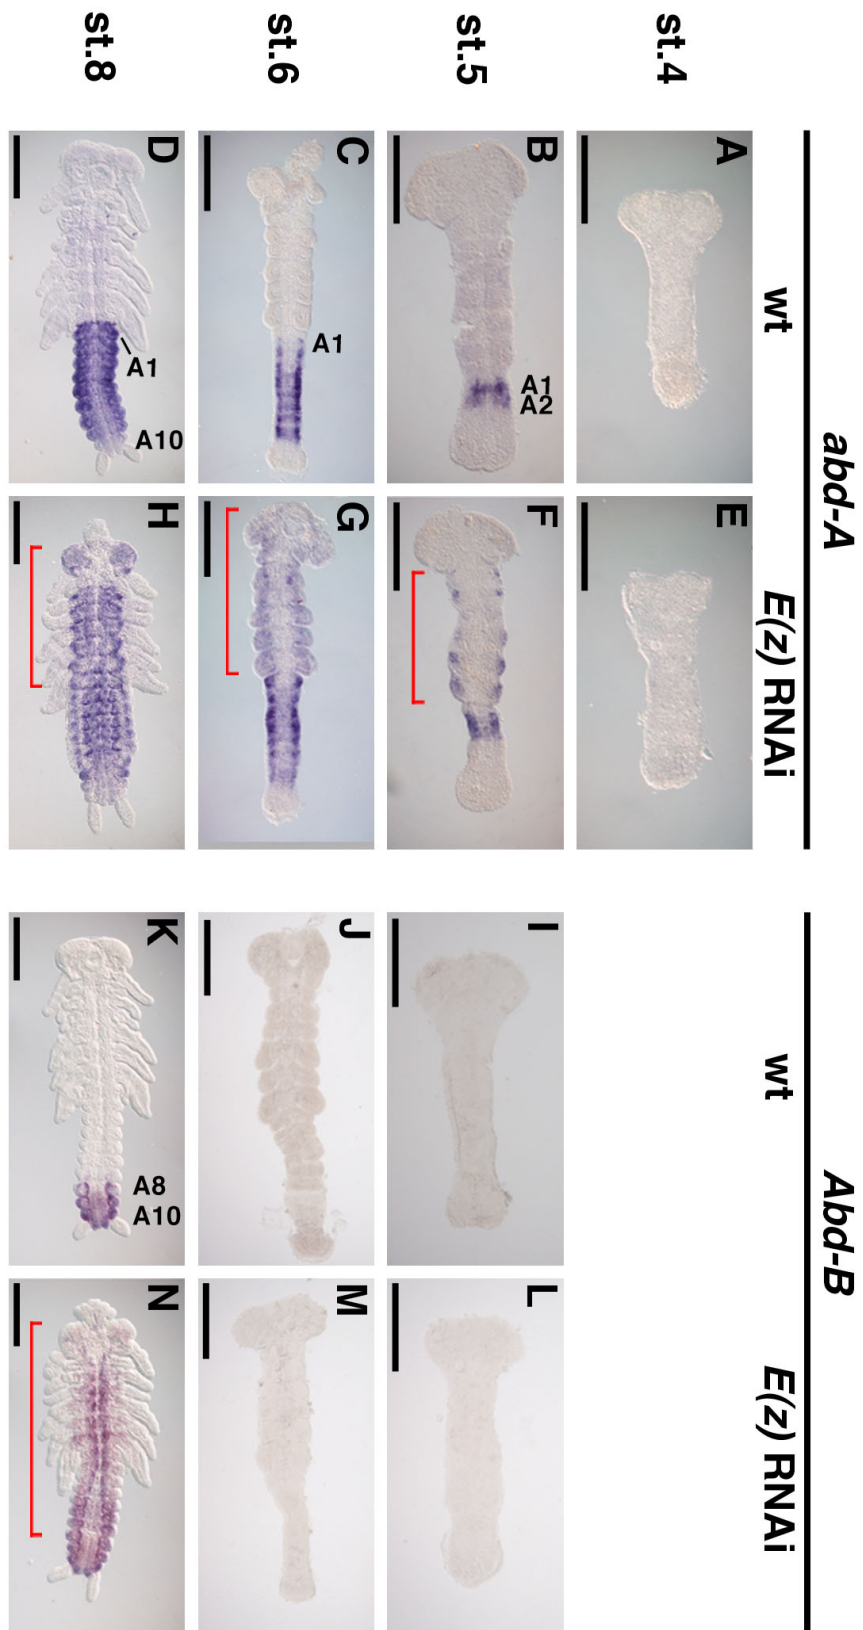 abd-A
Abd-B
wt
E(z) RNAi
wt
E(z) RNAi
st.4
A
E
st.5
B
A1
A2
F
I
L
st.6
C
A1
G
J
M
st.8
D
A1
A10
H
K
A8
A10
N